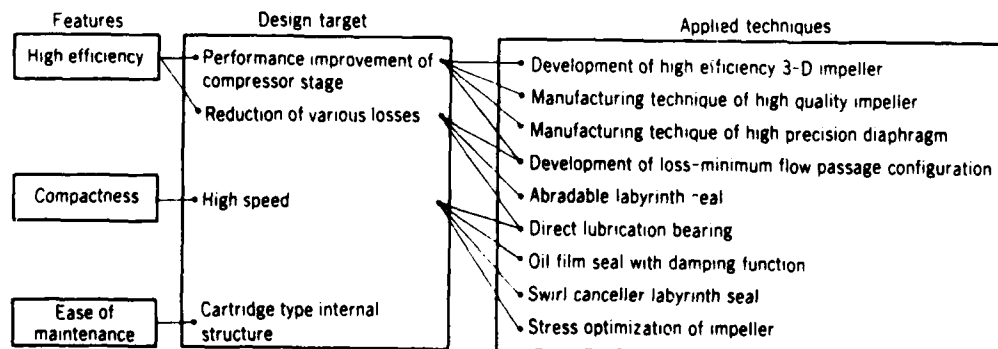 Features
Design target
Applied techniques
High efficiency
Performance improvement of
compressor stage
Reduction of various losses
Compactness
High speed
Ease of
maintenance
Cartridge type internal
structure
Development of high efficiency 3-D impeller
Manufacturing technique of high quality impeller
Manufacturing techique of high precision diaphragm
Development of loss-minimum flow passage configuration
Abradable labyrinth seal
Direct lubrication bearing
Oil film seal with damping function
Swirl canceller labyrinth seal
Stress optimization of impeller